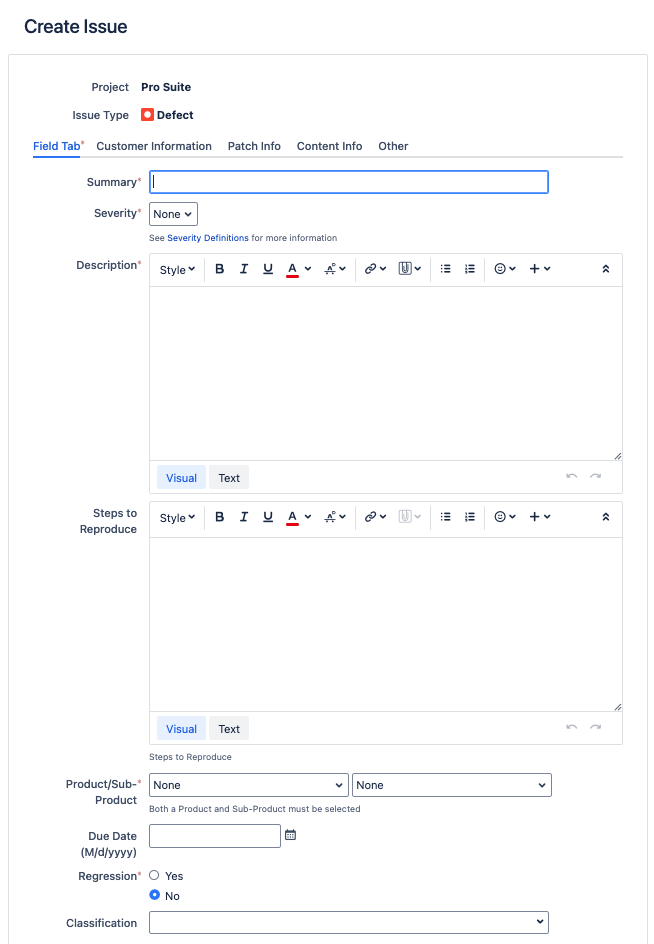 Create Issue
Project Pro Suite
Issue Type Defect
Field Tab* Customer Information Patch Info Content Info Other
Summary*
Severity* None
See Severity Definitions for more information
Description* Style B I U A
Visual Text
Steps to
Reproduce
Style B I U A
Visual Text
Steps to Reproduce
Product/Sub-*
Product
None None
Both a Product and Sub-Product must be selected
Due Date
(M/d/yyyy)
Regression* Yes
No
Classification